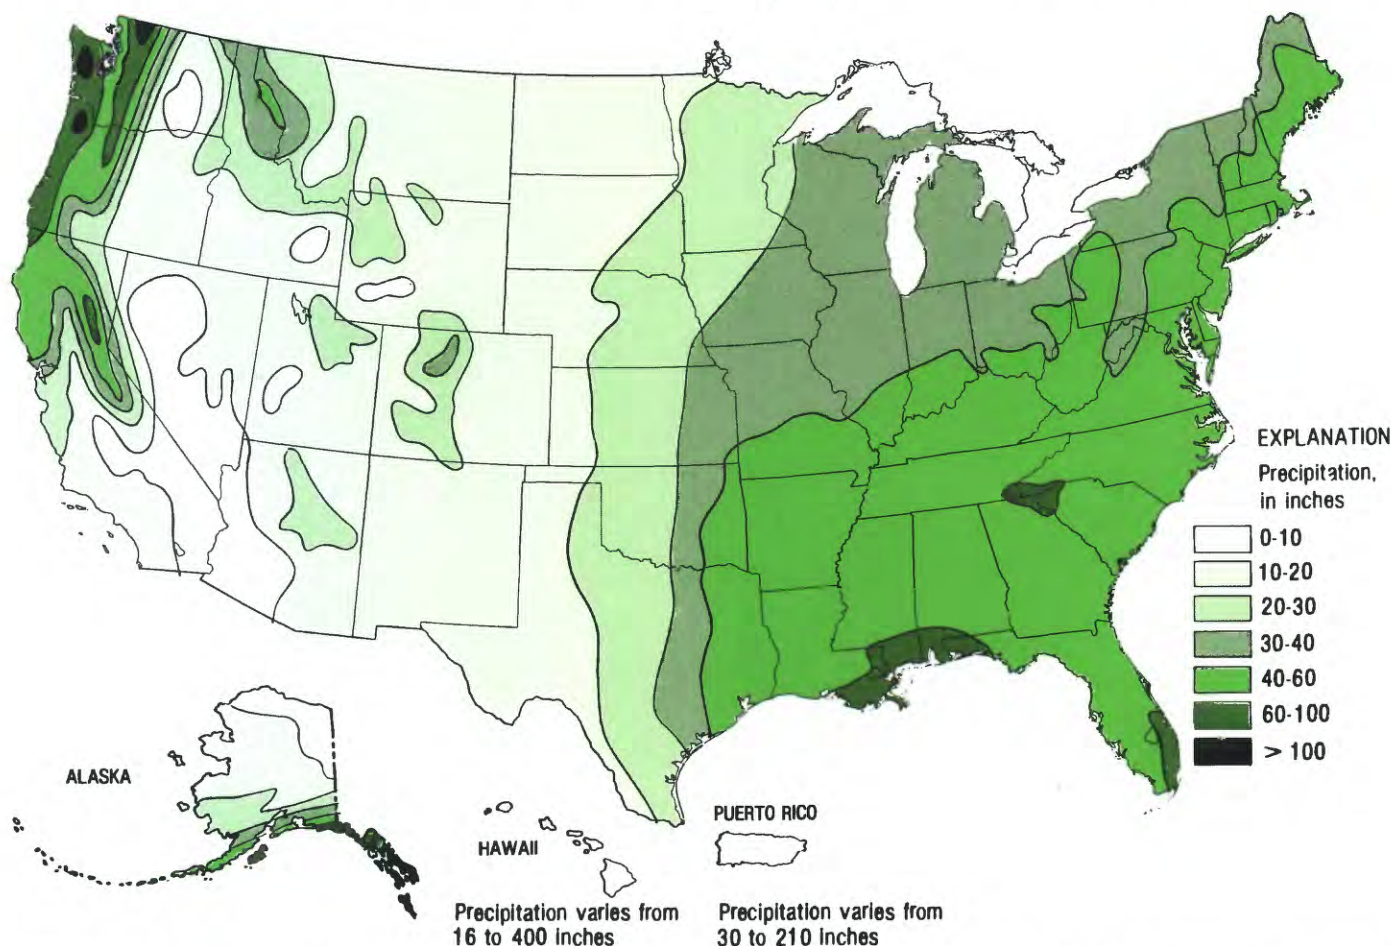 EXPLANATION
Precipitation,
in inches
0-10
10-20
20-30
30-40
40-60
60-100
> 100
ALASKA
HAWAII
PUERTO RICO
Precipitation varies from
16 to 400 inches
Precipitation varies from
30 to 210 inches